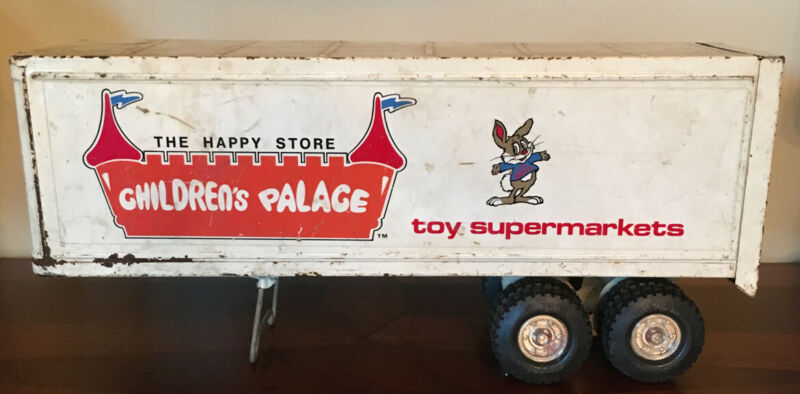 THE HAPPY STORE
CHILDREN'S PALACE
TM
toy supermarkets